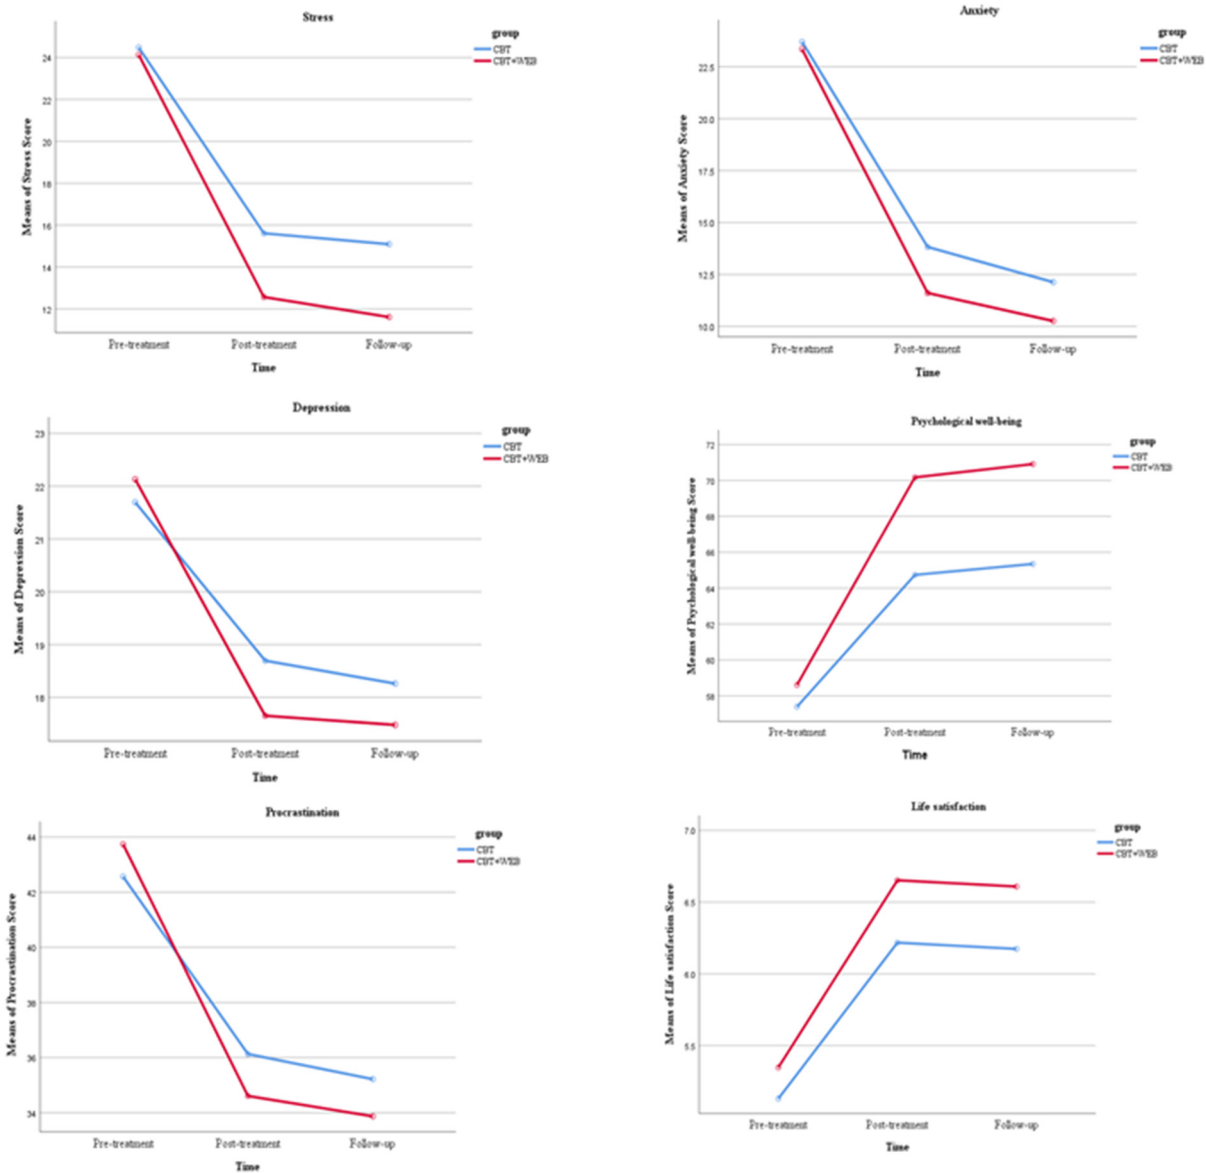 Stress
group
CBT
CBT+WEB
Means of Stress Score
24
22
20
18
16
14
12
Pre-treatment Post-treatment Follow-up
Time
Anxiety
group
CBT
CBT+WEB
Means of Anxiety Score
22.5
20.0
17.5
15.0
12.5
10.0
Pre-treatment Post-treatment Follow-up
Time
Depression
group
CBT
CBT+WEB
Means of Depression Score
23
22
21
20
19
18
Pre-treatment Post-treatment Follow-up
Time
Psychological well-being
group
CBT
CBT+WEB
Means of Psychological well-being Score
72
70
68
66
64
62
60
58
Pre-treatment Post-treatment Follow-up
Time
Procrastination
group
CBT
CBT+WEB
Means of Procrastination Score
44
42
40
38
36
34
Pre-treatment Post-treatment Follow-up
Time
Life satisfaction
group
CBT
CBT+WEB
Means of Life satisfaction Score
7.0
6.5
6.0
5.5
Pre-treatment Post-treatment Follow-up
Time